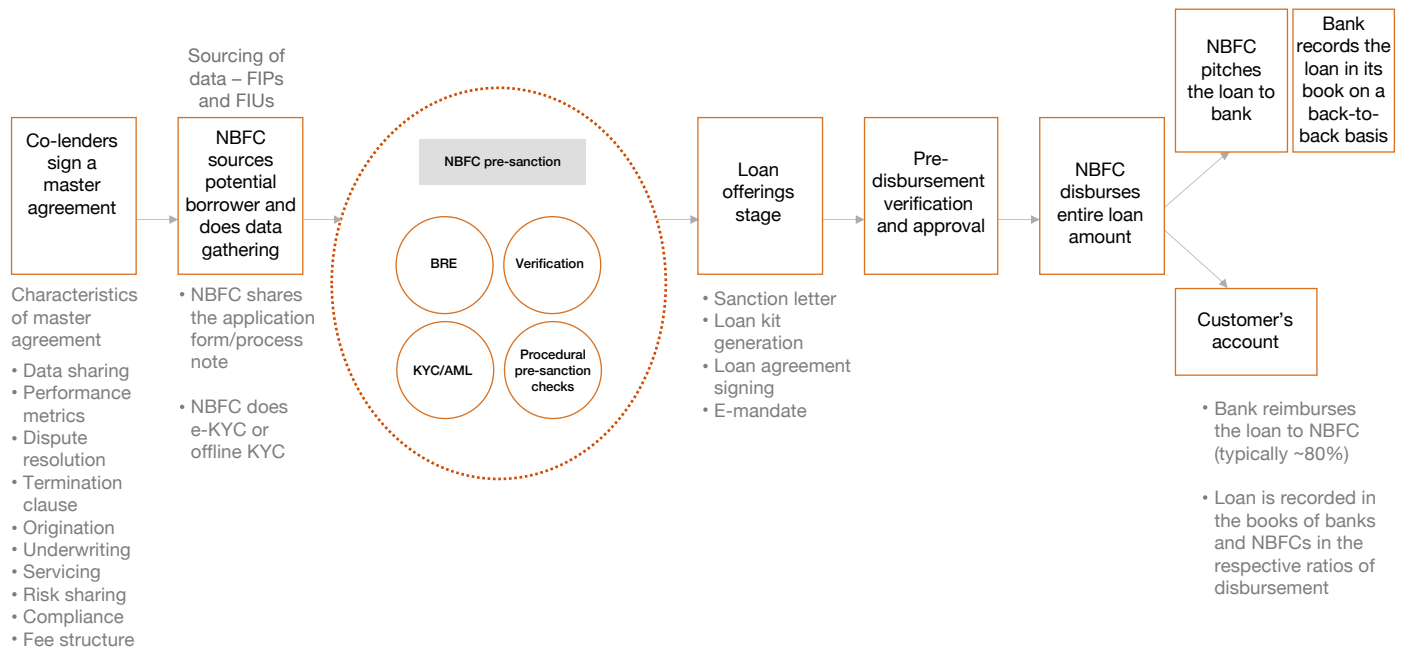 Co-lenders
sign a
master
agreement
Characteristics
of master
agreement
• Data sharing
• Performance
metrics
• Dispute
resolution
• Termination
clause
• Origination
• Underwriting
• Servicing
• Risk sharing
• Compliance
• Fee structure
Sourcing of
data – FIPs
and FIUs
NBFC
sources
potential
borrower and
does data
gathering
• NBFC shares
the application
form/process
note
• NBFC does
e-KYC or
offline KYC
NBFC pre-sanction
BRE
Verification
KYC/AML
Procedural
pre-sanction
checks
Loan
offerings
stage
• Sanction letter
• Loan kit
generation
• Loan agreement
signing
• E-mandate
Pre-
disbursement
verification
and approval
NBFC
disburses
entire loan
amount
NBFC
pitches
the loan to
bank
Bank
records the
loan in its
book on a
back-to-
back basis
Customer's
account
• Bank reimburses
the loan to NBFC
(typically ~80%)
• Loan is recorded in
the books of banks
and NBFCs in the
respective ratios of
disbursement